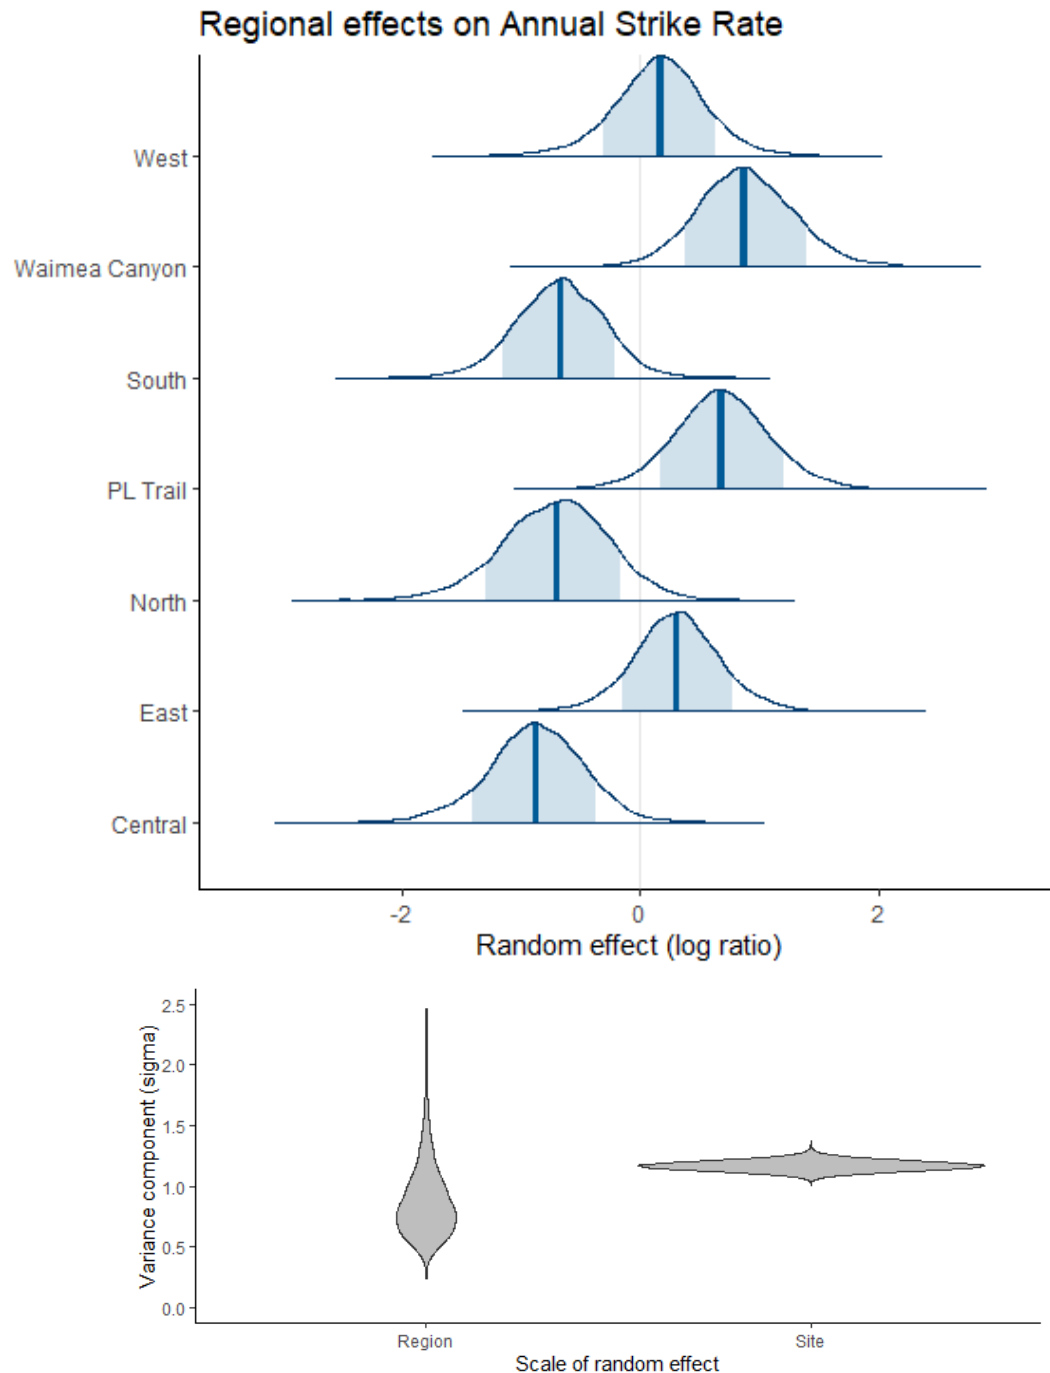 Regional effects on Annual Strike Rate
West
Waimea Canyon
South
PL Trail
North
East
Central
-2 0 2
Random effect (log ratio)
Variance component (sigma)
2.5
2.0
1.5
1.0
0.5
0.0
Region Site
Scale of random effect